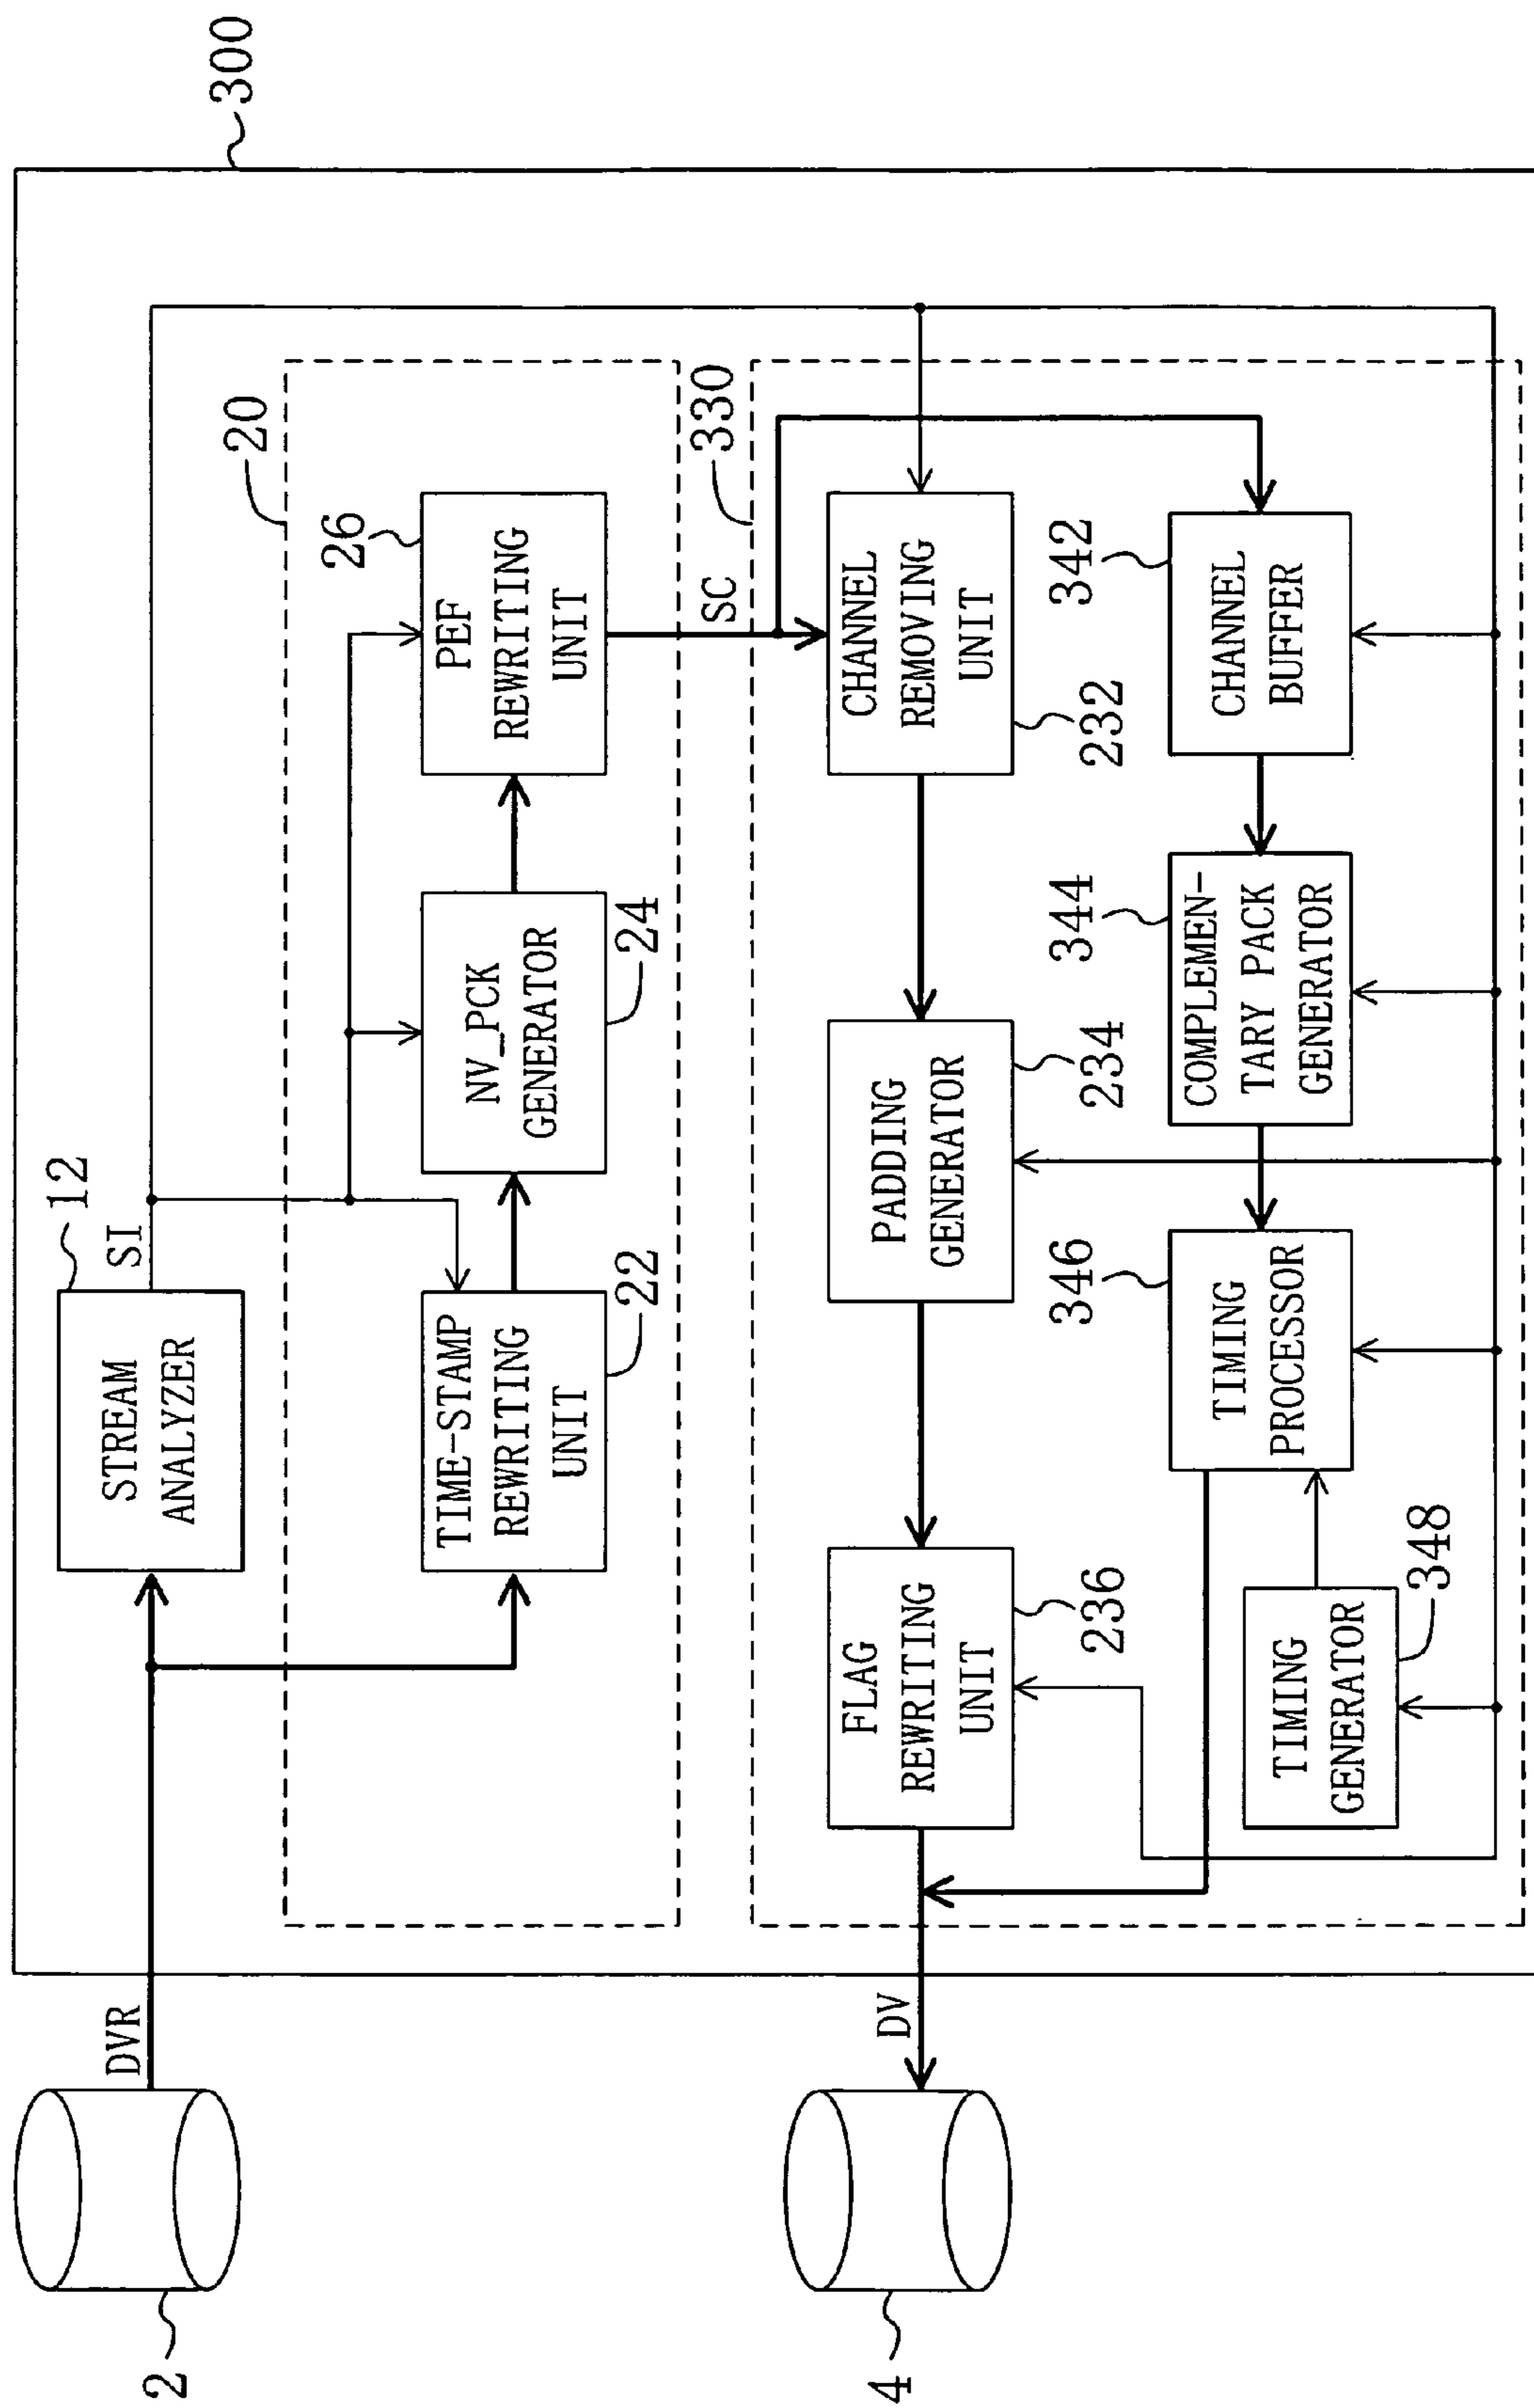 300
2
DVR
12
SI
STREAM
ANALYZER
20
22
TIME-STAMP
REWRITING
UNIT
24
NV_PCK
GENERATOR
26
PEF
REWRITING
UNIT
SC
330
4
DV
FLAG
REWRITING
UNIT
236
PADDING
GENERATOR
234
CHANNEL
REMOVING
UNIT
232
TIMING
GENERATOR
348
346
TIMING
PROCESSOR
344
COMPLEMEN-
TARY PACK
GENERATOR
342
CHANNEL
BUFFER